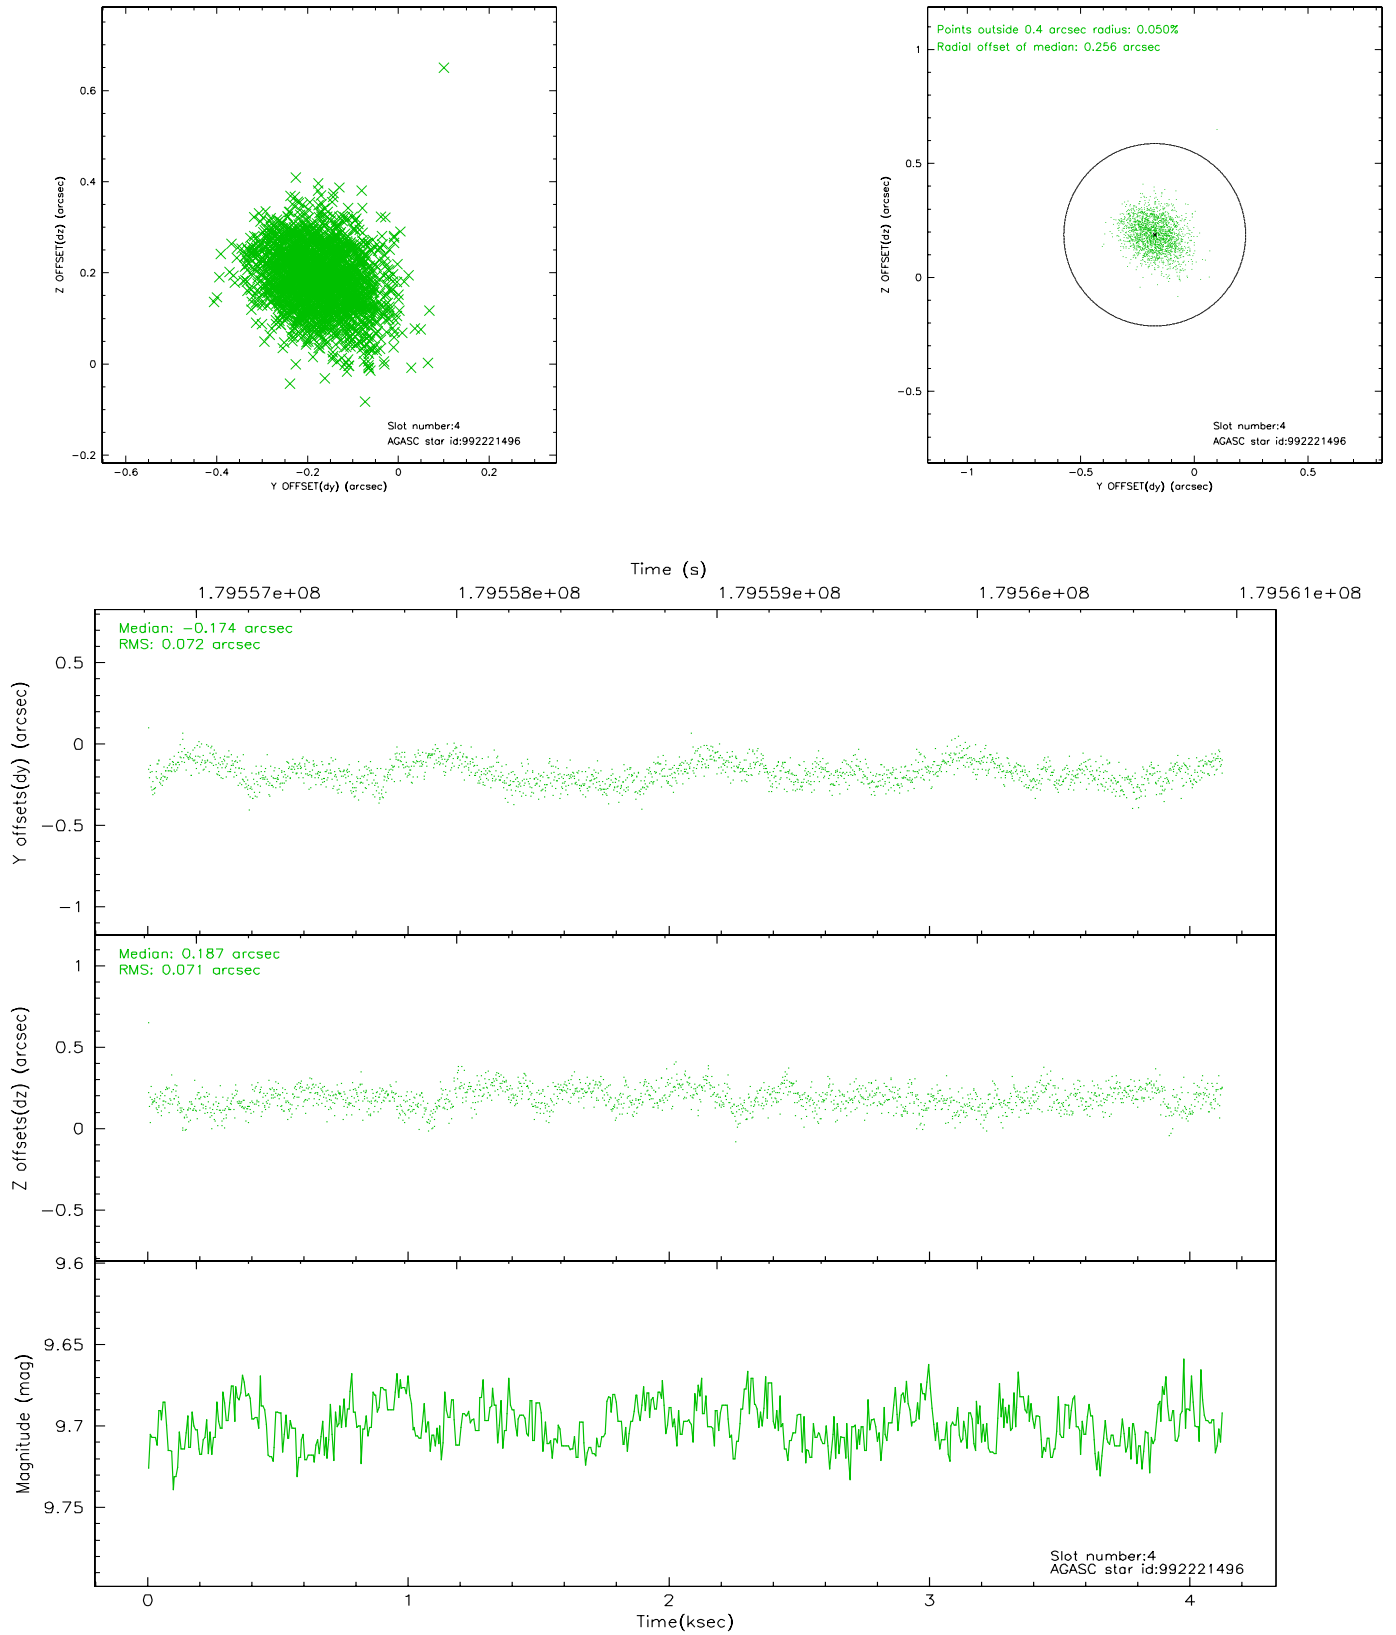 0.6
0.4
0.2
0
−0.2
Z OFFSET(dz) (arcsec)
Slot number:4
AGASC star id:992221496
−0.6 −0.4 −0.2 0 0.2
Y OFFSET(dy) (arcsec)
Points outside 0.4 arcsec radius: 0.050%
Radial offset of median: 0.256 arcsec
1
0.5
0
−0.5
Z OFFSET(dz) (arcsec)
Slot number:4
AGASC star id:992221496
−1 −0.5 0 0.5
Y OFFSET(dy) (arcsec)
Time (s)
1.79557e+08 1.79558e+08 1.79559e+08 1.7956e+08 1.79561e+08
Median: −0.174 arcsec
RMS: 0.072 arcsec
0.5
0
−0.5
−1
Y offsets(dy) (arcsec)
Median: 0.187 arcsec
RMS: 0.071 arcsec
1
0.5
0
−0.5
Z offsets(dz) (arcsec)
9.6
9.65
9.7
9.75
Magnitude (mag)
Slot number:4
AGASC star id:992221496
0 1 2 3 4
Time(ksec)